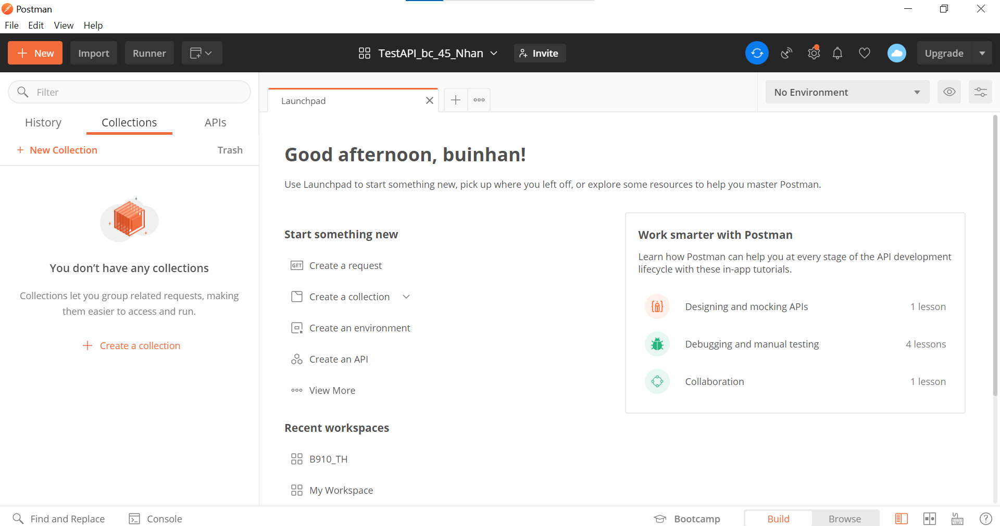 Postman
File Edit View Help
New Import Runner TestAPI_bc_45_Nhan Invite Upgrade
Filter
History Collections APIs
New Collection Trash
You don’t have any collections
Collections let you group related requests, making
them easier to access and run.
Create a collection
Launchpad
No Environment
Good afternoon, buinhan!
Use Launchpad to start something new, pick up where you left off, or explore some resources to help you master Postman.
Start something new
GET Create a request
Create a collection
Create an environment
Create an API
View More
Recent workspaces
B910_TH
My Workspace
Work smarter with Postman
Learn how Postman can help you at every stage of the API development
lifecycle with these in-app tutorials.
Designing and mocking APIs 1 lesson
Debugging and manual testing 4 lessons
Collaboration 1 lesson
Find and Replace Console Bootcamp Build Browse